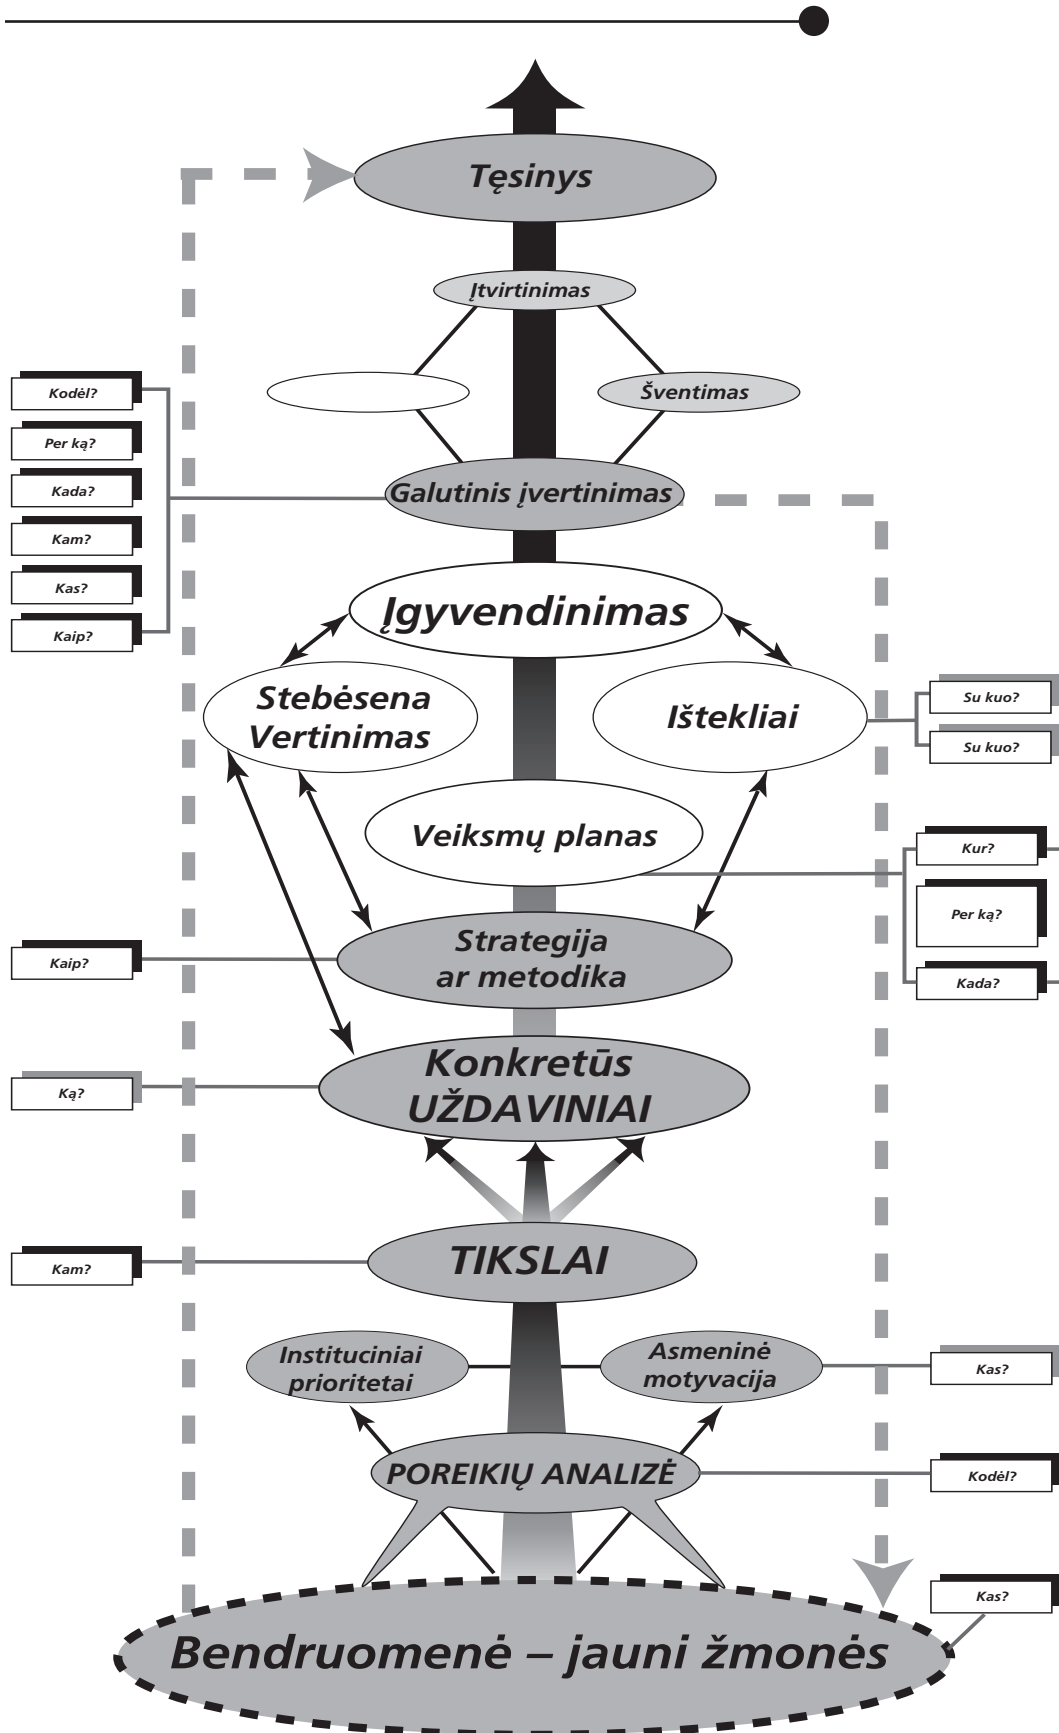 Tęsinys
Įtvirtinimas
Šventimas
Kodėl?
Per ką?
Kada?
Kam?
Kas?
Kaip?
Galutinis įvertinimas
Įgyvendinimas
Stebėsena
Vertinimas
Ištekliai
Su kuo?
Su kuo?
Veiksmų planas
Kur?
Per ką?
Kada?
Strategija
ar metodika
Kaip?
Konkretūs
UŽDAVINIAI
Ką?
TIKSLAI
Kam?
Instituciniai
prioritetai
Asmeninė
motyvacija
Kas?
POREIKIŲ ANALIZĖ
Kodėl?
Kas?
Bendruomenė – jauni žmonės